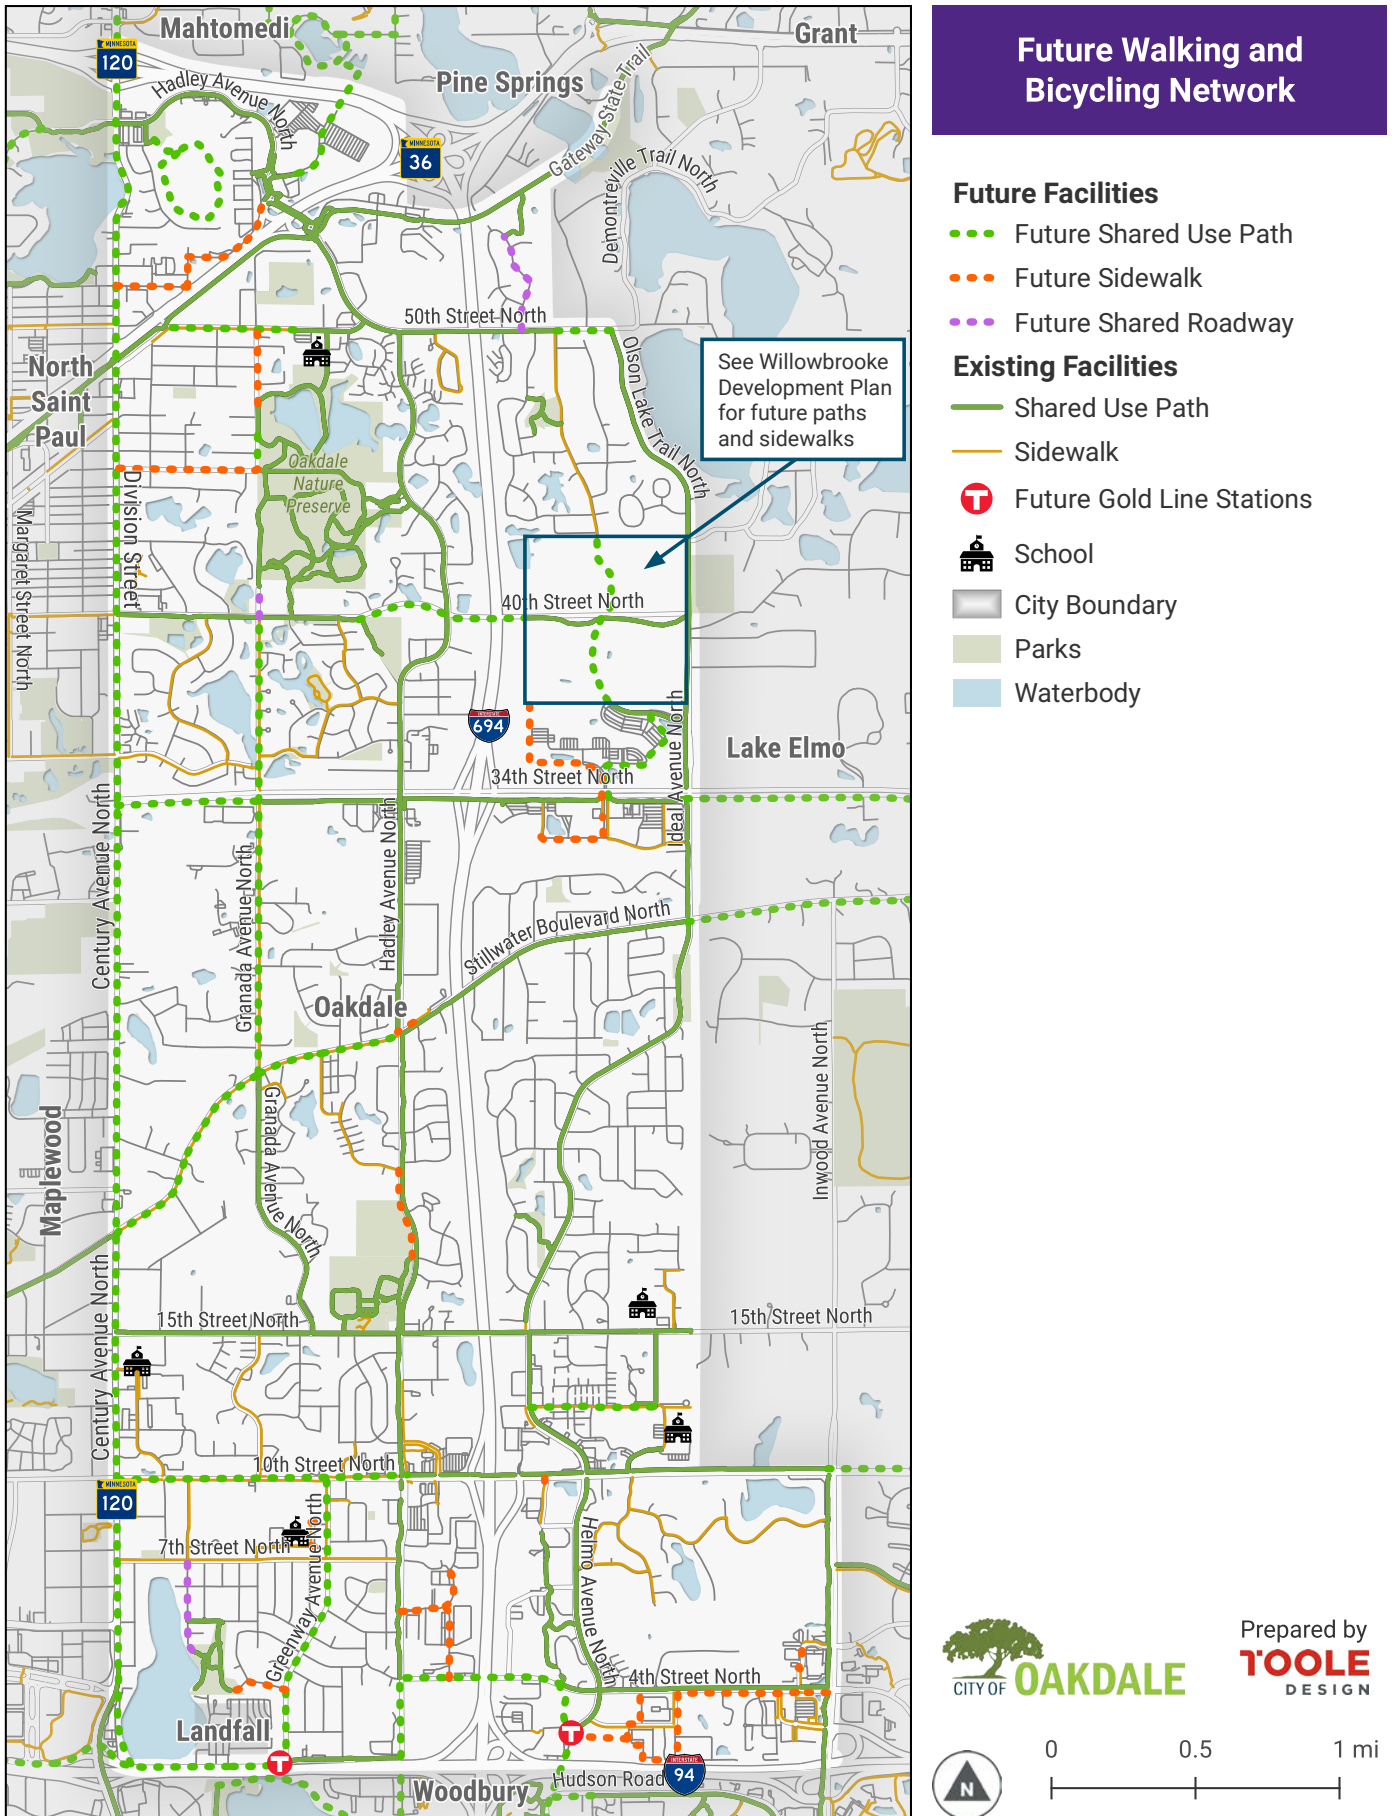 Mahtomedi
Grant
MINNESOTA
120
Pine Springs
Hadley Avenue North
MINNESOTA
36
Gateway State Trail
Demontreville Trail North
50th Street North
North
Saint
Paul
Olson Lake Trail North
See Willowbrooke
Development Plan
for future paths
and sidewalks
Oakdale
Nature
Preserve
Division Street
Margaret Street North
40th Street North
INTERSTATE
694
Lake Elmo
34th Street North
Ideal Avenue North
Century Avenue North
Granada Avenue North
Hadley Avenue North
Stillwater Boulevard North
Oakdale
Inwood Avenue North
Maplewood
Granada Avenue North
Century Avenue North
15th Street North
15th Street North
10th Street North
MINNESOTA
120
7th Street North
Greenway Avenue North
Helmo Avenue North
4th Street North
Landfall
T
T
Hudson Road
INTERSTATE
94
Woodbury
Future Walking and
Bicycling Network
Future Facilities
Future Shared Use Path
Future Sidewalk
Future Shared Roadway
Existing Facilities
Shared Use Path
Sidewalk
T Future Gold Line Stations
School
City Boundary
Parks
Waterbody
CITY OF OAKDALE
Prepared by
TOOLE
DESIGN
N
0 0.5 1 mi